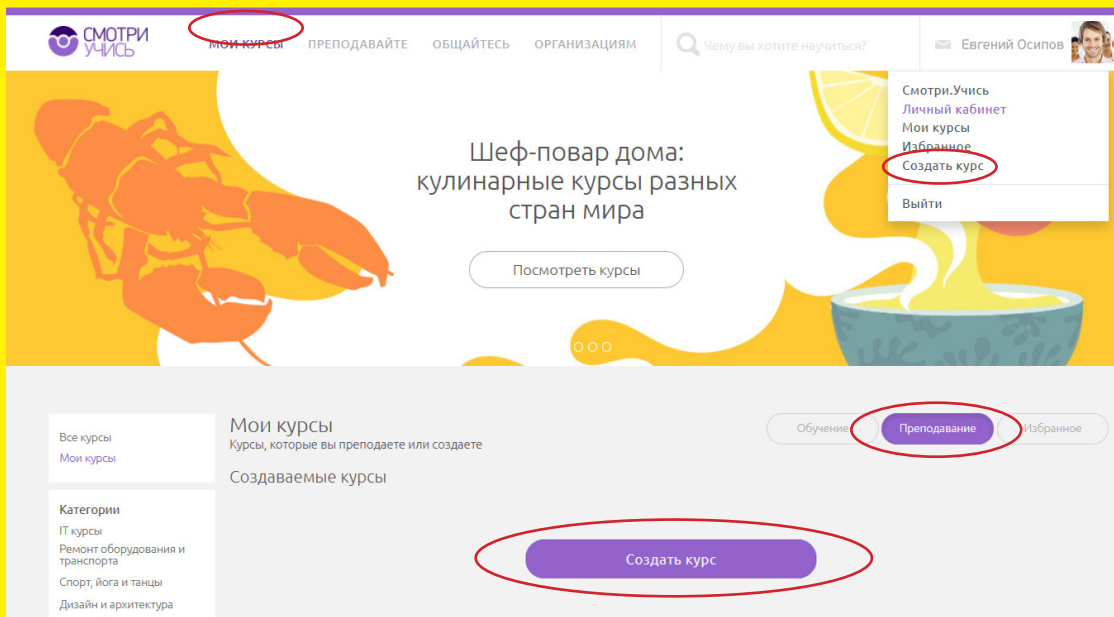 СМОТРИ
УЧИСЬ
МОИ КУРСЫ
ПРЕПОДАВАЙТЕ
ОБЩАЙТЕСЬ
ОРГАНИЗАЦИЯМ
Чему вы хотите научиться?
Евгений Осипов
Смотри.Учись
Личный кабинет
Мои курсы
Избранное
Создать курс
Выйти
Шеф-повар дома:
кулинарные курсы разных
стран мира
Посмотреть курсы
Все курсы
Мои курсы
Категории
IT курсы
Ремонт оборудования и
транспорта
Спорт, йога и танцы
Дизайн и архитектура
Мои курсы
Курсы, которые вы преподаете или создаете
Обучение
Преподавание
Избранное
Создаваемые курсы
Создать курс